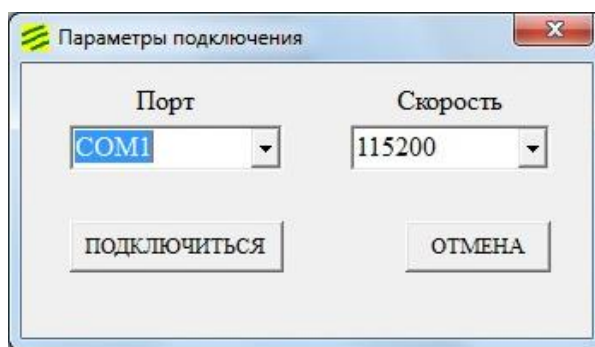 Параметры подключения
Порт Скорость
COM1 115200
ПОДКЛЮЧИТЬСЯ ОТМЕНА